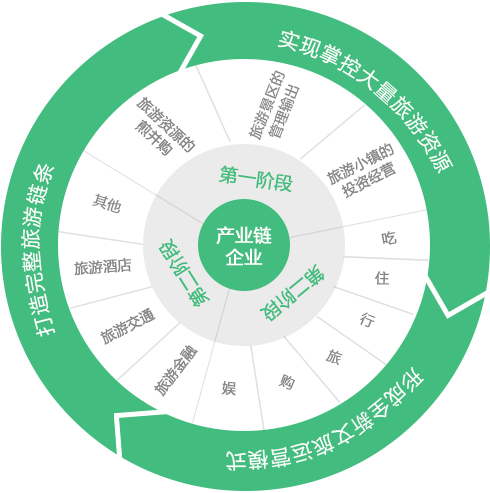 实现掌控大量旅游资源
形成全新文旅运营模式
打造完整旅游链条
产业链
企业
第一阶段
第二阶段
第三阶段
旅游资源的
煎并购
旅游景区的
管理输出
旅游小镇的
投资经营
吃
住
行
旅
购
娱
旅游金融
旅游交通
旅游酒店
其他